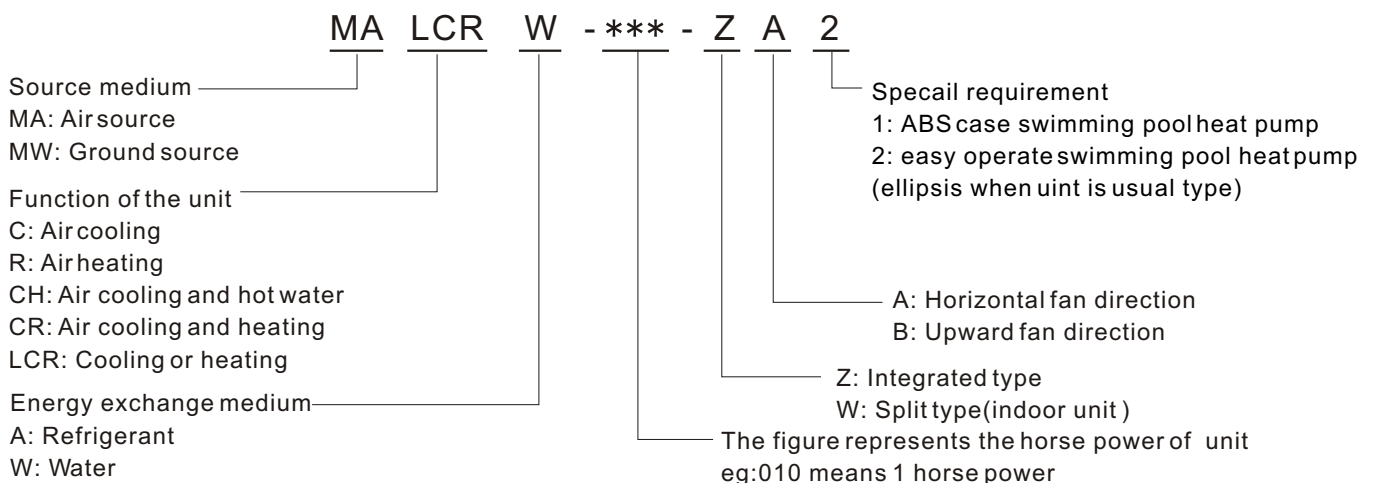 MA LCR W - *** - Z A 2
Source medium
MA: Air source
MW: Ground source
Function of the unit
C: Air cooling
R: Air heating
CH: Air cooling and hot water
CR: Air cooling and heating
LCR: Cooling or heating
Energy exchange medium
A: Refrigerant
W: Water
Specail requirement
1: ABS case swimming pool heat pump
2: easy operate swimming pool heat pump
(ellipsis when uint is usual type)
A: Horizontal fan direction
B: Upward fan direction
Z: Integrated type
W: Split type(indoor unit )
The figure represents the horse power of unit
eg:010 means 1 horse power